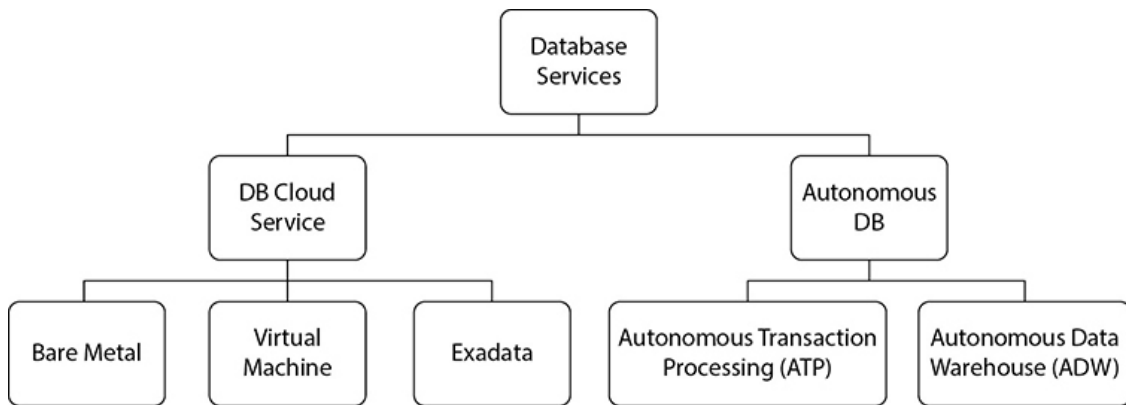 Database
Services
DB Cloud
Service
Autonomous
DB
Bare Metal
Virtual
Machine
Exadata
Autonomous Transaction
Processing (ATP)
Autonomous Data
Warehouse (ADW)